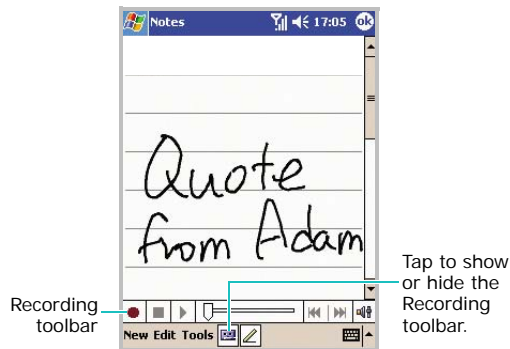 Notes 17:05 ok
Quote
from Adam
Tap to show
or hide the
Recording
toolbar.
Recording
toolbar
New Edit Tools